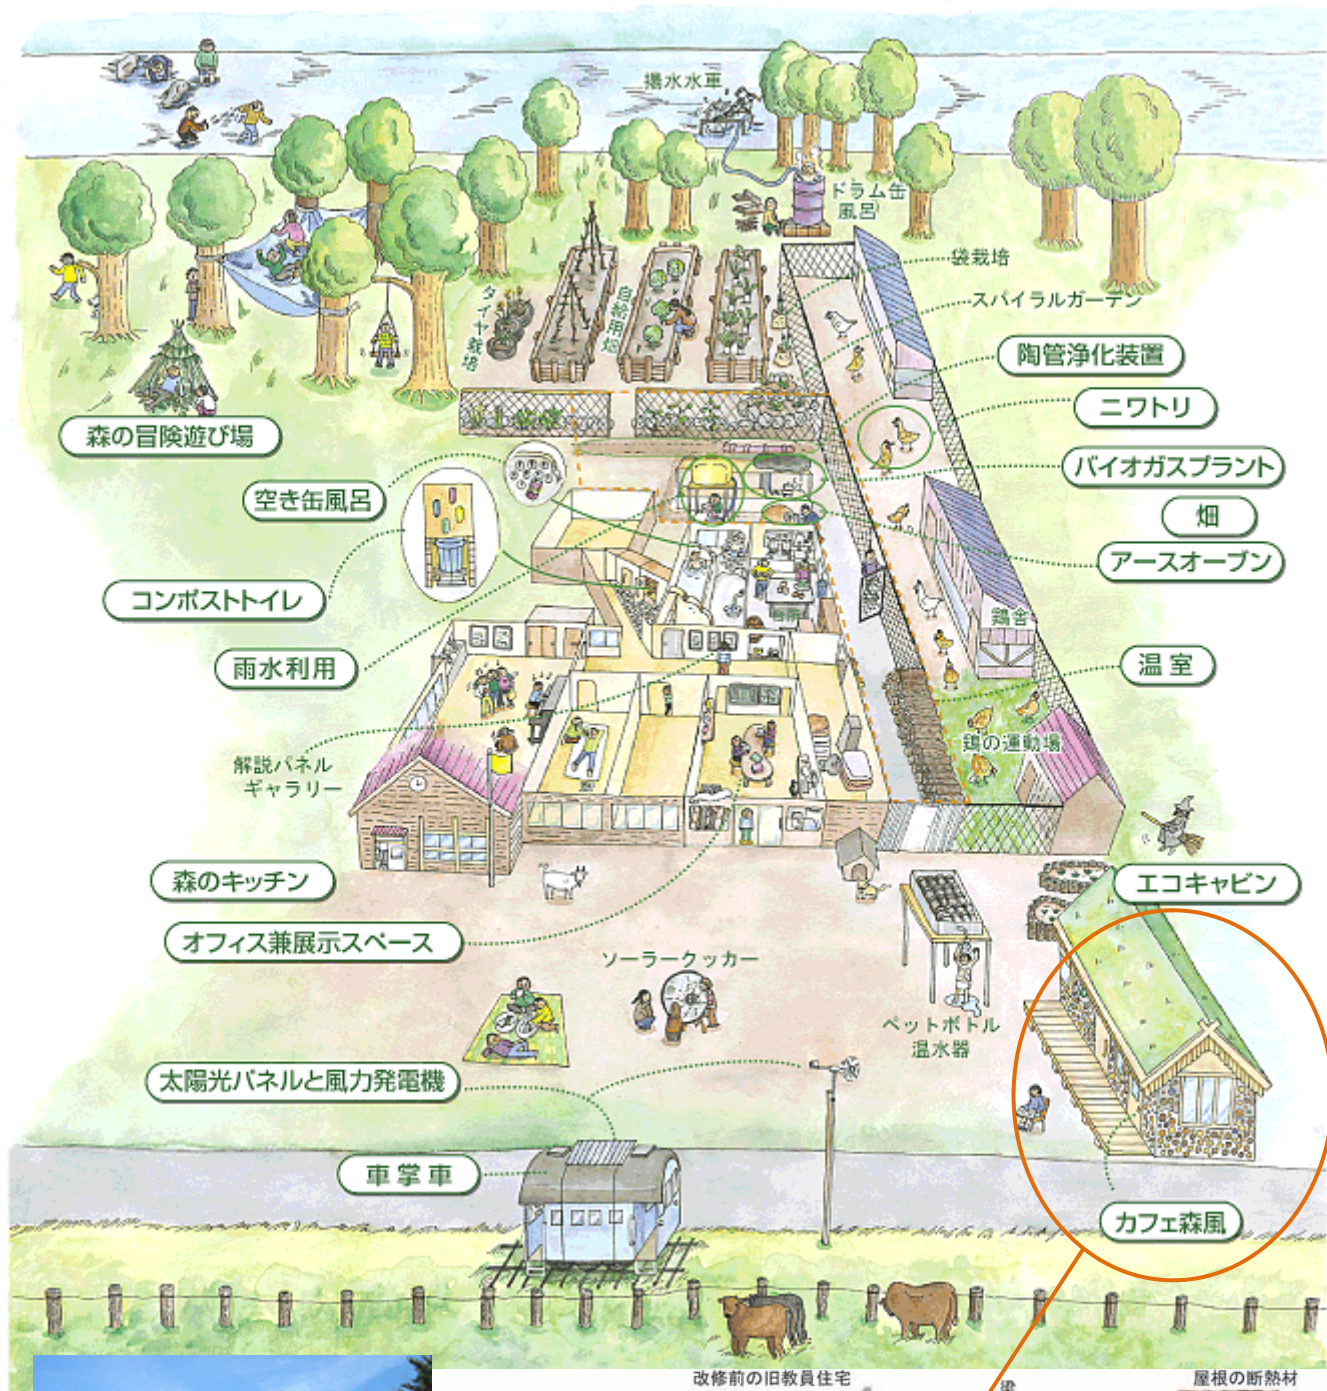 揚水水車
ドラム缶
風呂
袋栽培
スパイラルガーデン
タイヤ栽培
自給用畑
陶管浄化装置
ニワトリ
森の冒険遊び場
バイオガスプラント
空き缶風呂
畑
アースオーブン
コンポストトイレ
台所
鶏舎
雨水利用
温室
鶏の運動場
解説パネル
ギャラリー
森のキッチン
エコキャビン
オフィス兼展示スペース
ソーラークッカー
ペットボトル
温水器
太陽光パネルと風力発電機
車掌車
カフェ森風
改修前の旧教員住宅
梁
屋根の断熱材